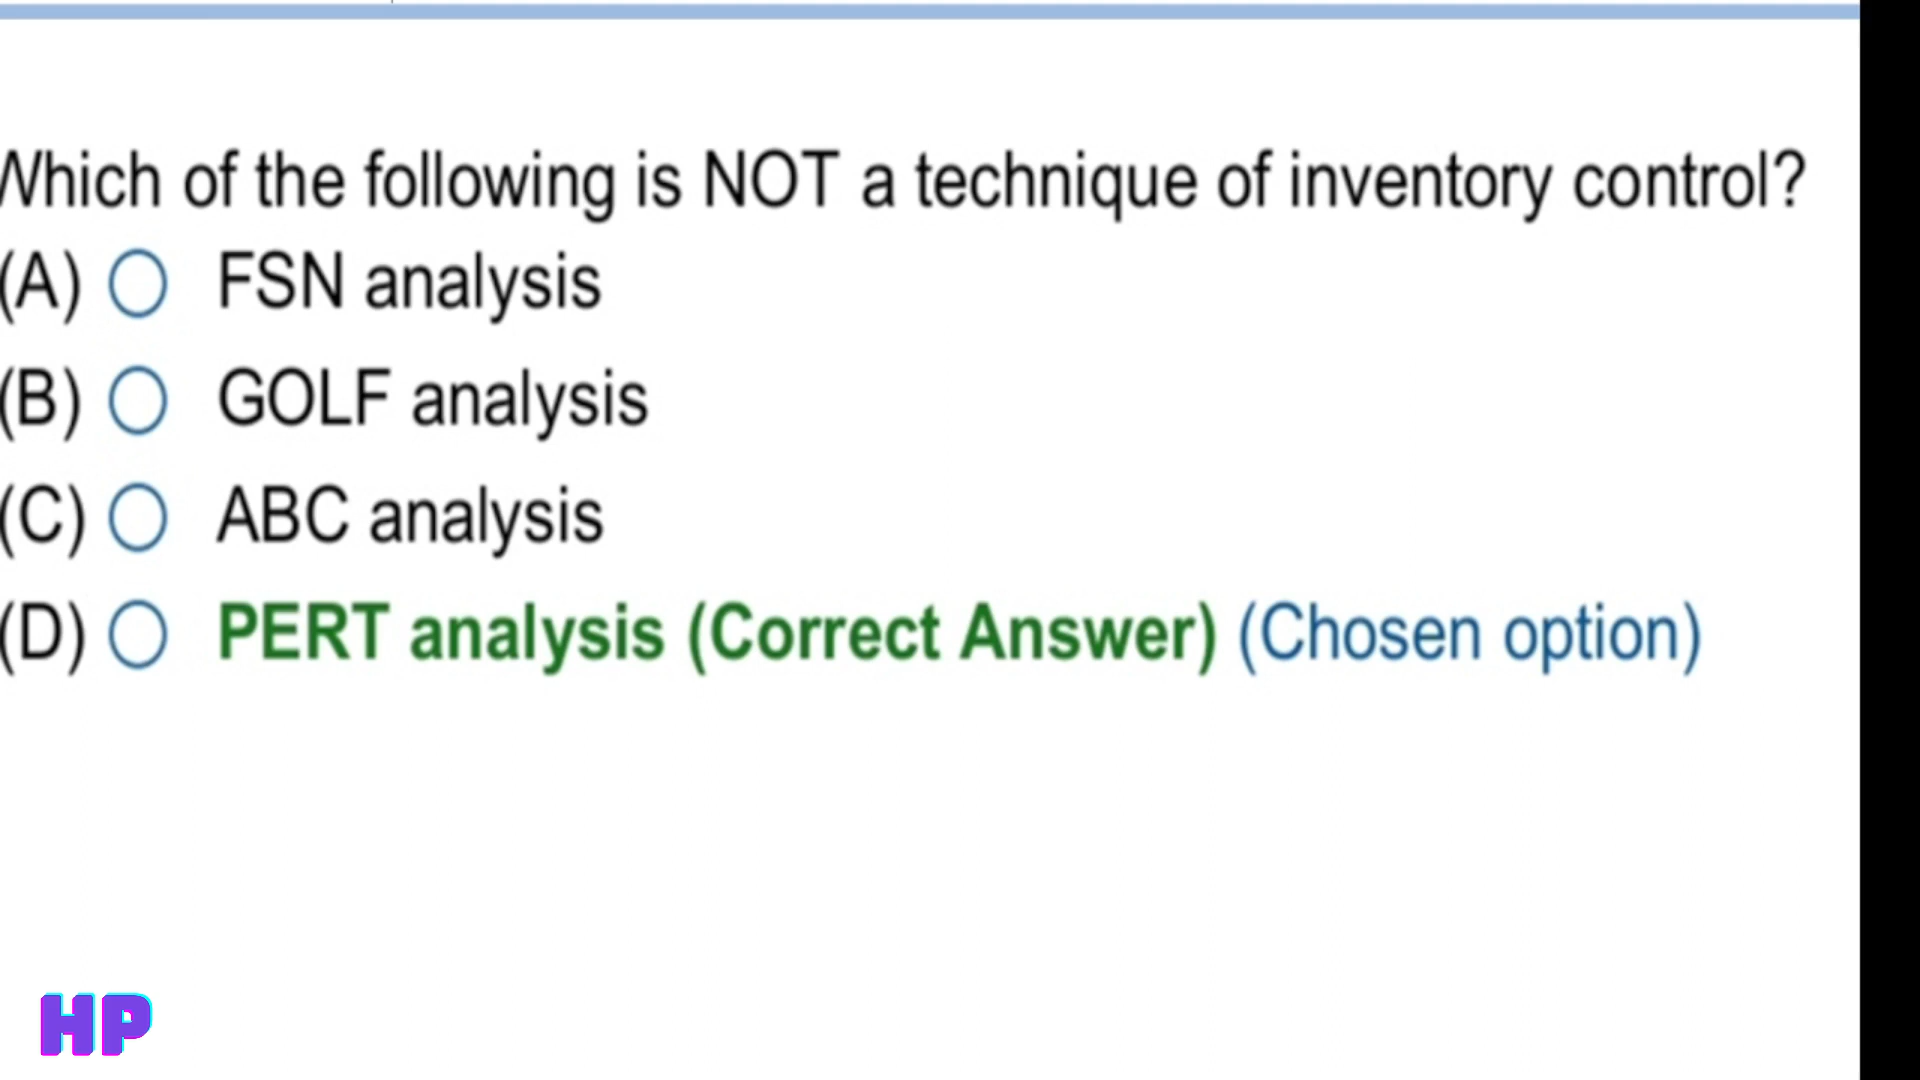 Which of the following is NOT a technique of inventory control?
(A) FSN analysis
(B) GOLF analysis
(C) ABC analysis
(D) PERT analysis (Correct Answer) (Chosen option)
HP